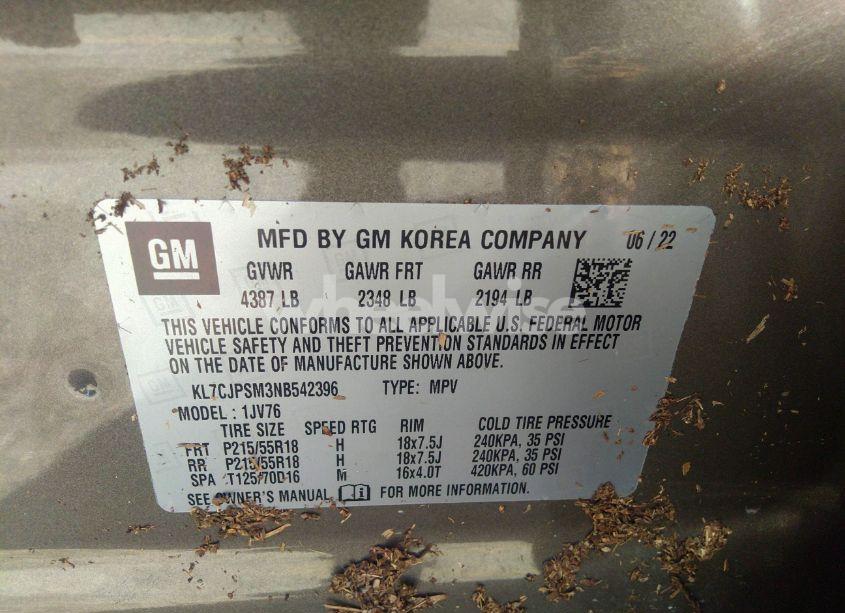 GM
MFD BY GM KOREA COMPANY 06/22
GVWR GAWR FRT GAWR RR
4387 LB 2348 LB 2194 LB
wheelwise
THIS VEHICLE CONFORMS TO ALL APPLICABLE U.S. FEDERAL MOTOR
VEHICLE SAFETY AND THEFT PREVENTION STANDARDS IN EFFECT
ON THE DATE OF MANUFACTURE SHOWN ABOVE.
KL7CJPSM3NB542396 TYPE: MPV
MODEL: 1JV76
TIRE SIZE SPEED RTG RIM COLD TIRE PRESSURE
FRT P215/55R18 H 18x7.5J 240KPA, 35 PSI
RR P215/55R18 H 18x7.5J 240KPA, 35 PSI
SPA T125/70D16 M 16x4.0T 420KPA, 60 PSI
SEE OWNER'S MANUAL FOR MORE INFORMATION.